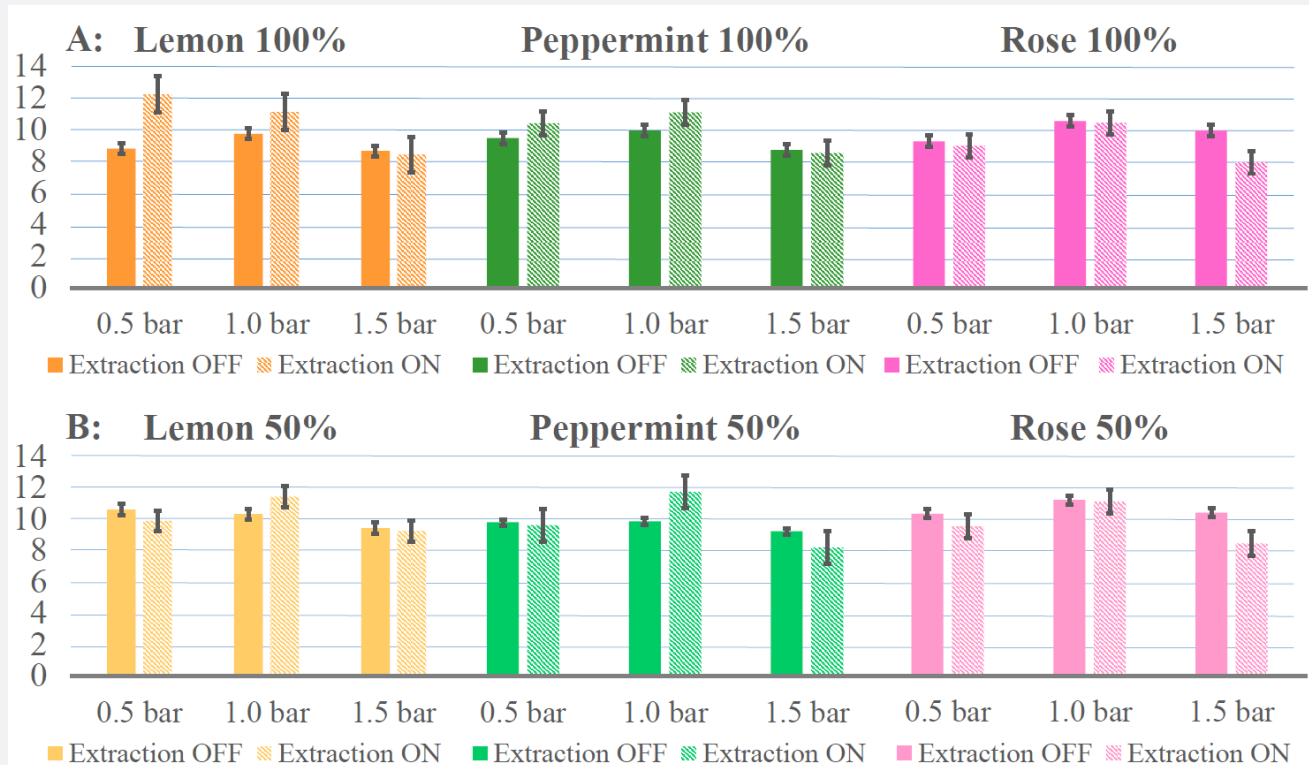 A: Lemon 100% Peppermint 100% Rose 100%
14
12
10
8
6
4
2
0
0.5 bar 1.0 bar 1.5 bar 0.5 bar 1.0 bar 1.5 bar 0.5 bar 1.0 bar 1.5 bar
Extraction OFF Extraction ON Extraction OFF Extraction ON Extraction OFF Extraction ON
B: Lemon 50% Peppermint 50% Rose 50%
14
12
10
8
6
4
2
0
0.5 bar 1.0 bar 1.5 bar 0.5 bar 1.0 bar 1.5 bar 0.5 bar 1.0 bar 1.5 bar
Extraction OFF Extraction ON Extraction OFF Extraction ON Extraction OFF Extraction ON